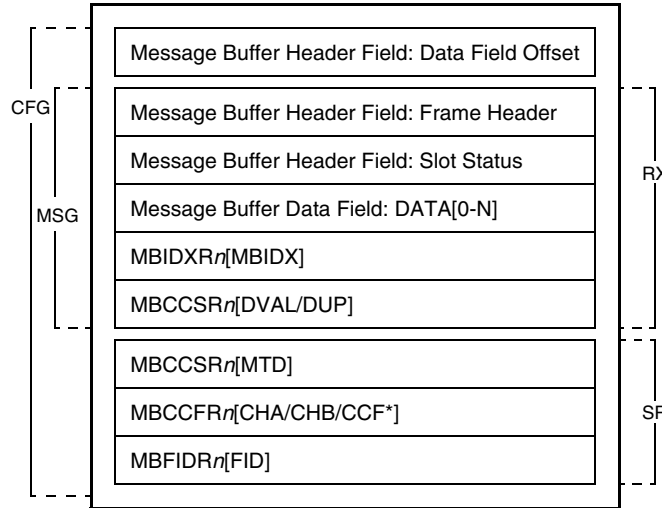 Message Buffer Header Field: Data Field Offset
CFG
Message Buffer Header Field: Frame Header
Message Buffer Header Field: Slot Status
RX
MSG
Message Buffer Data Field: DATA[0-N]
MBIDXRn[MBIDX]
MBCCSRn[DVAL/DUP]
MBCCSRn[MTD]
MBCCFRn[CHA/CHB/CCF*]
MBFIDRn[FID]